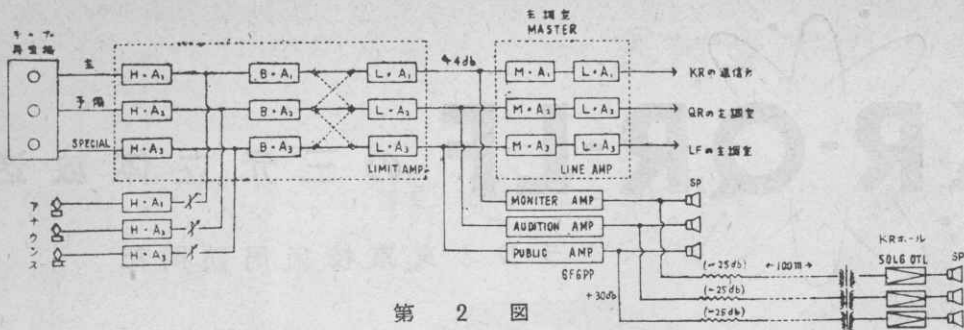 主調室
MASTER
テープ
再生機
主
H・A₁
B・A₁
L・A₁
+4db
M・A₁
L・A₁
KRの送信所
予備
H・A₂
B・A₂
L・A₂
M・A₂
L・A₂
QRの主調室
SPECIAL
H・A₃
B・A₃
L・A₃
M・A₃
L・A₃
LFの主調室
LIMIT AMP
LINE AMP
アナウンス
H・A₁
H・A₂
H・A₃
MONITER AMP
AUDITION AMP
PUBLIC AMP
6F6PP
+30db
SP
(-25db)
(-25db)
(-25db)
←100m→
KRホール
50L6 OTL
SP
第2図